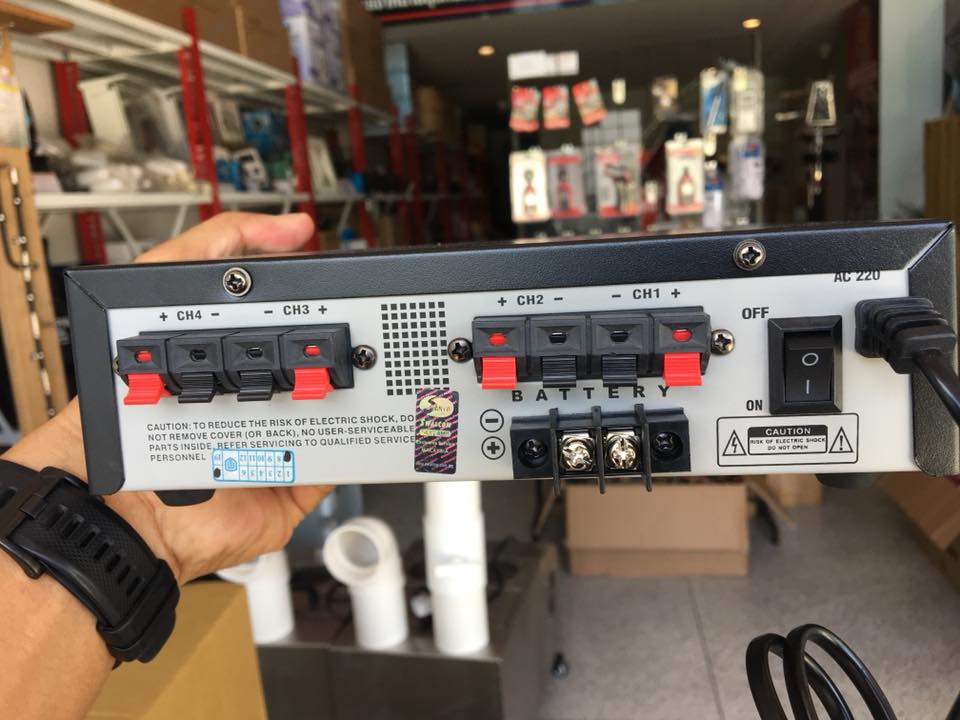 AC 220
+ CH4 −
− CH3 +
+ CH2 −
− CH1 +
OFF
ON
BATTERY
CAUTION: TO REDUCE THE RISK OF ELECTRIC SHOCK, DO
NOT REMOVE COVER (OR BACK), NO USER-SERVICEABLE
PARTS INSIDE, REFER SERVICING TO QUALIFIED SERVICE
PERSONNEL
CAUTION
RISK OF ELECTRIC SHOCK
DO NOT OPEN
MALAYSIA